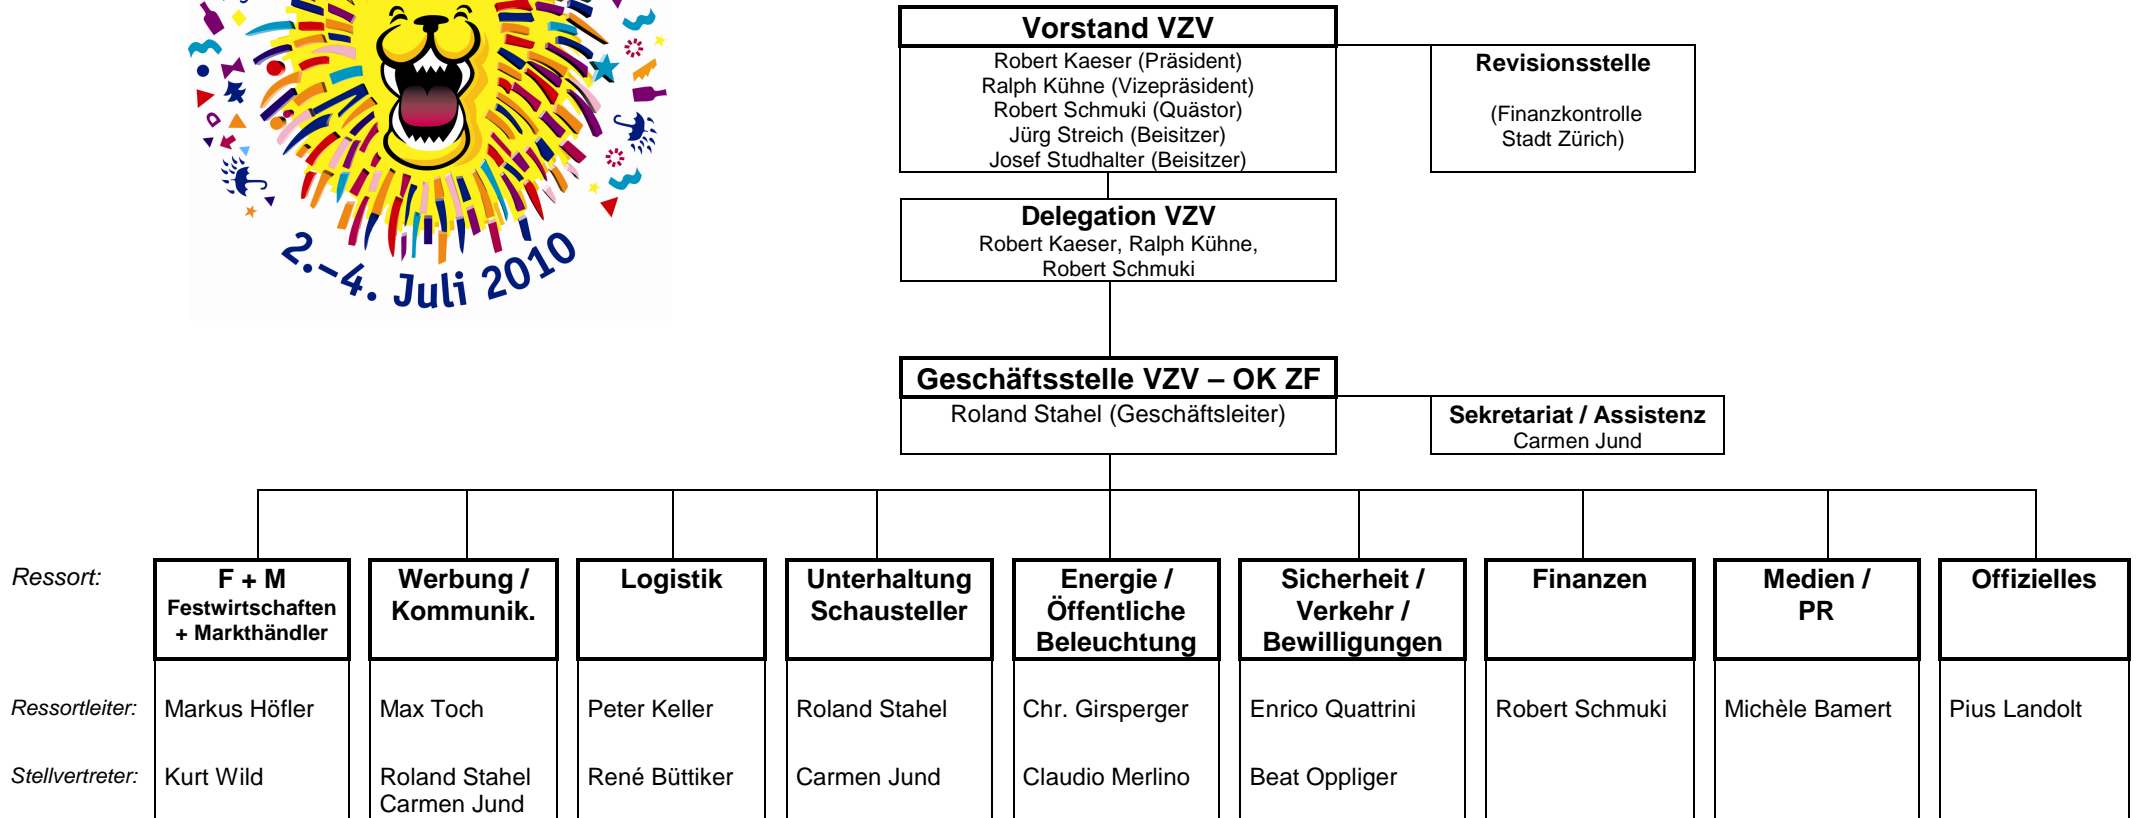 2.–4. Juli 2010
Vorstand VZV
Robert Kaeser (Präsident)
Ralph Kühne (Vizepräsident)
Robert Schmuki (Quästor)
Jürg Streich (Beisitzer)
Josef Studhalter (Beisitzer)
Revisionsstelle
(Finanzkontrolle
Stadt Zürich)
Delegation VZV
Robert Kaeser, Ralph Kühne,
Robert Schmuki
Geschäftsstelle VZV – OK ZF
Roland Stahel (Geschäftsleiter)
Sekretariat / Assistenz
Carmen Jund
Ressort:
F + M
Festwirtschaften
+ Markthändler
Werbung /
Kommunik.
Logistik
Unterhaltung
Schausteller
Energie /
Öffentliche
Beleuchtung
Sicherheit /
Verkehr /
Bewilligungen
Finanzen
Medien /
PR
Offizielles
Ressortleiter:
Markus Höfler
Max Toch
Peter Keller
Roland Stahel
Chr. Girsperger
Enrico Quattrini
Robert Schmuki
Michèle Bamert
Pius Landolt
Stellvertreter:
Kurt Wild
Roland Stahel
Carmen Jund
René Büttiker
Carmen Jund
Claudio Merlino
Beat Oppliger